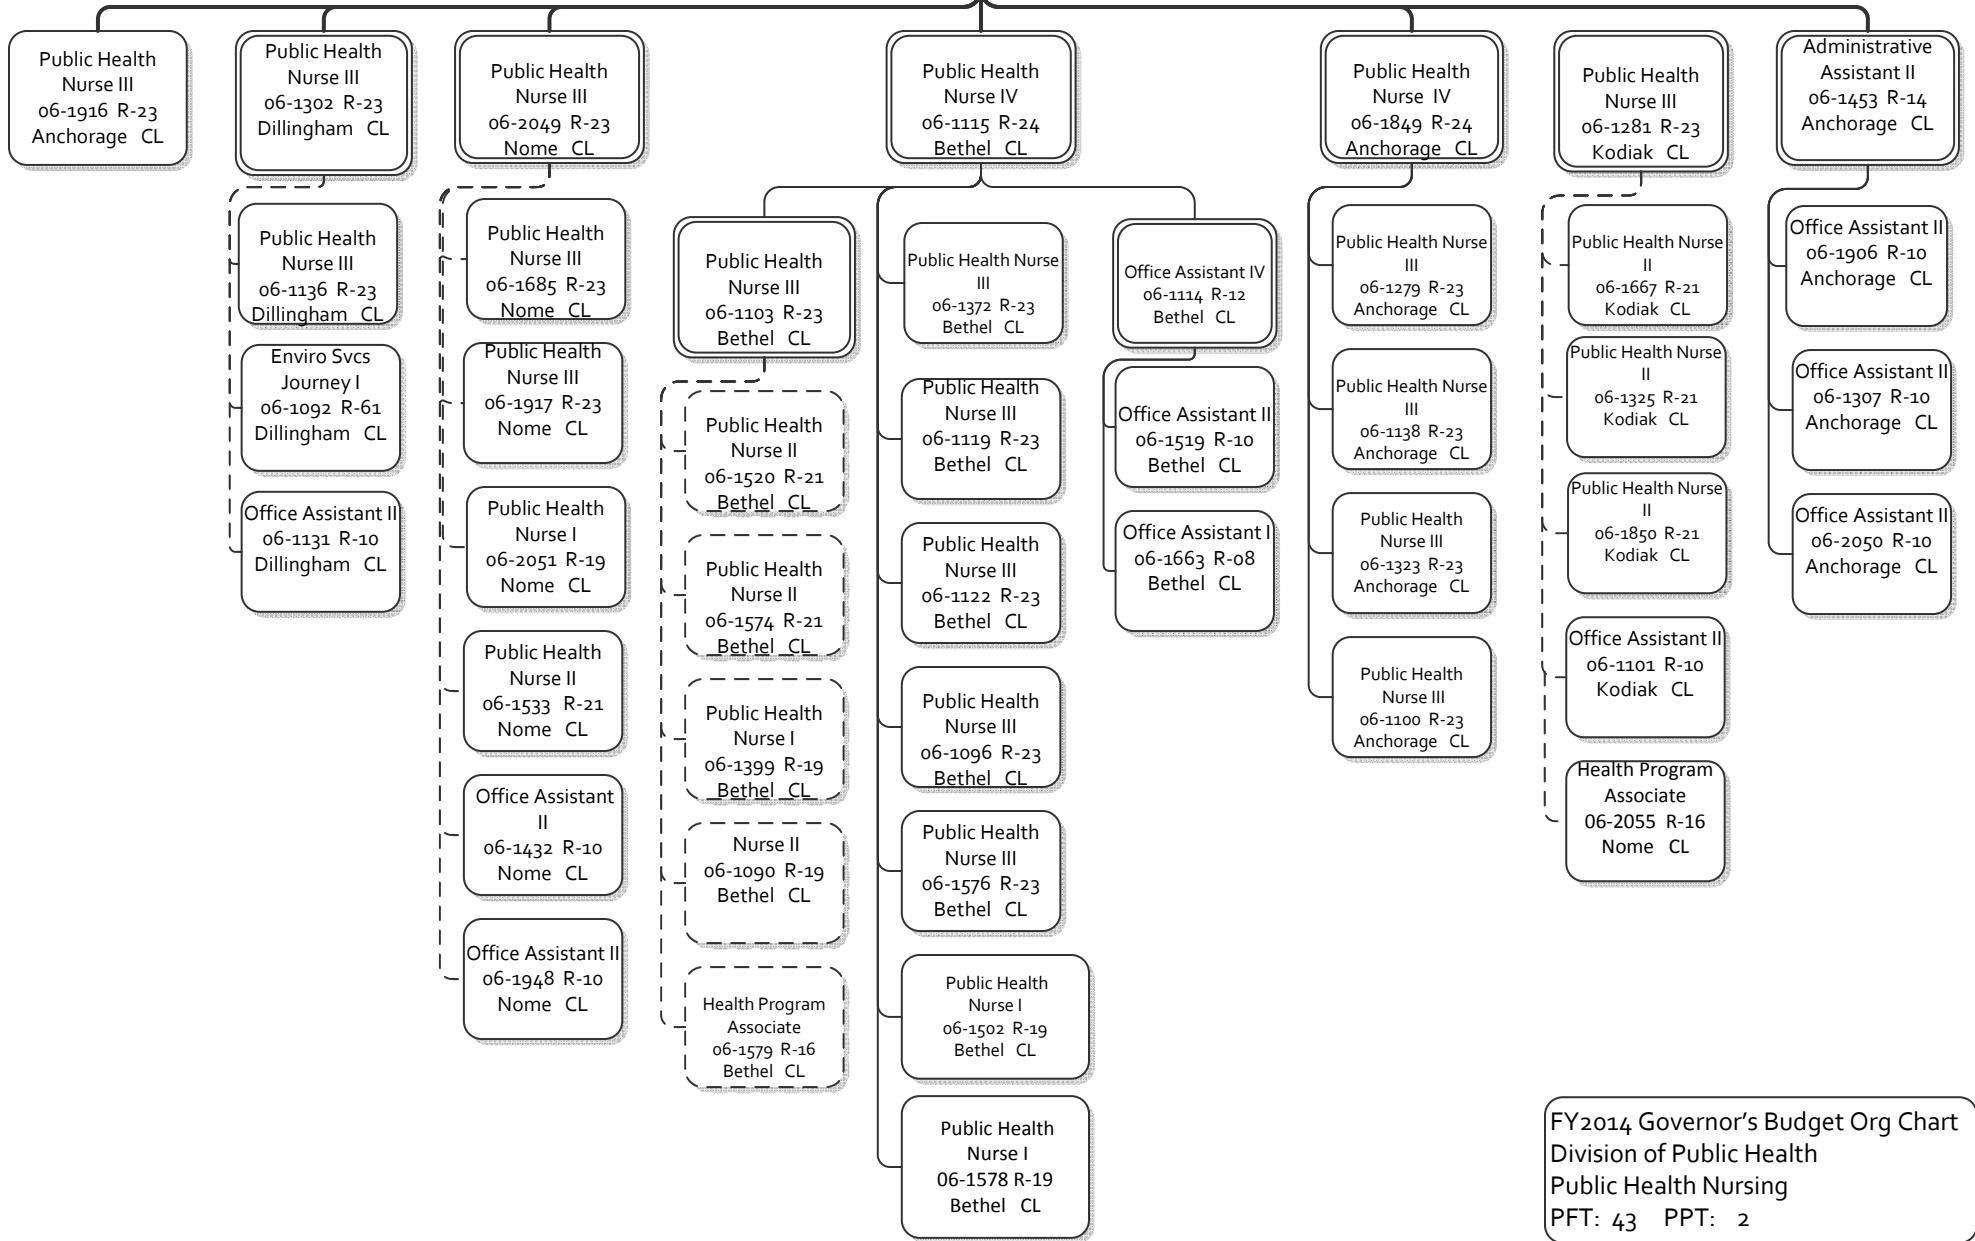 Public Health
Nurse III
06-1916 R-23
Anchorage CL
Public Health
Nurse III
06-1302 R-23
Dillingham CL
Public Health
Nurse III
06-2049 R-23
Nome CL
Public Health
Nurse IV
06-1115 R-24
Bethel CL
Public Health
Nurse IV
06-1849 R-24
Anchorage CL
Public Health
Nurse III
06-1281 R-23
Kodiak CL
Administrative
Assistant II
06-1453 R-14
Anchorage CL
Public Health
Nurse III
06-1136 R-23
Dillingham CL
Enviro Svcs
Journey I
06-1092 R-61
Dillingham CL
Office Assistant II
06-1131 R-10
Dillingham CL
Public Health
Nurse III
06-1685 R-23
Nome CL
Public Health
Nurse III
06-1917 R-23
Nome CL
Public Health
Nurse I
06-2051 R-19
Nome CL
Public Health
Nurse II
06-1533 R-21
Nome CL
Office Assistant
II
06-1432 R-10
Nome CL
Office Assistant II
06-1948 R-10
Nome CL
Public Health
Nurse III
06-1103 R-23
Bethel CL
Public Health
Nurse II
06-1520 R-21
Bethel CL
Public Health
Nurse II
06-1574 R-21
Bethel CL
Public Health
Nurse I
06-1399 R-19
Bethel CL
Nurse II
06-1090 R-19
Bethel CL
Health Program
Associate
06-1579 R-16
Bethel CL
Public Health Nurse
III
06-1372 R-23
Bethel CL
Public Health
Nurse III
06-1119 R-23
Bethel CL
Public Health
Nurse III
06-1122 R-23
Bethel CL
Public Health
Nurse III
06-1096 R-23
Bethel CL
Public Health
Nurse III
06-1576 R-23
Bethel CL
Public Health
Nurse I
06-1502 R-19
Bethel CL
Public Health
Nurse I
06-1578 R-19
Bethel CL
Office Assistant IV
06-1114 R-12
Bethel CL
Office Assistant II
06-1519 R-10
Bethel CL
Office Assistant I
06-1663 R-08
Bethel CL
Public Health Nurse
III
06-1279 R-23
Anchorage CL
Public Health Nurse
III
06-1138 R-23
Anchorage CL
Public Health
Nurse III
06-1323 R-23
Anchorage CL
Public Health
Nurse III
06-1100 R-23
Anchorage CL
Public Health Nurse
II
06-1667 R-21
Kodiak CL
Public Health Nurse
II
06-1325 R-21
Kodiak CL
Public Health Nurse
II
06-1850 R-21
Kodiak CL
Office Assistant II
06-1101 R-10
Kodiak CL
Health Program
Associate
06-2055 R-16
Nome CL
Office Assistant II
06-1906 R-10
Anchorage CL
Office Assistant II
06-1307 R-10
Anchorage CL
Office Assistant II
06-2050 R-10
Anchorage CL
FY2014 Governor's Budget Org Chart
Division of Public Health
Public Health Nursing
PFT: 43 PPT: 2